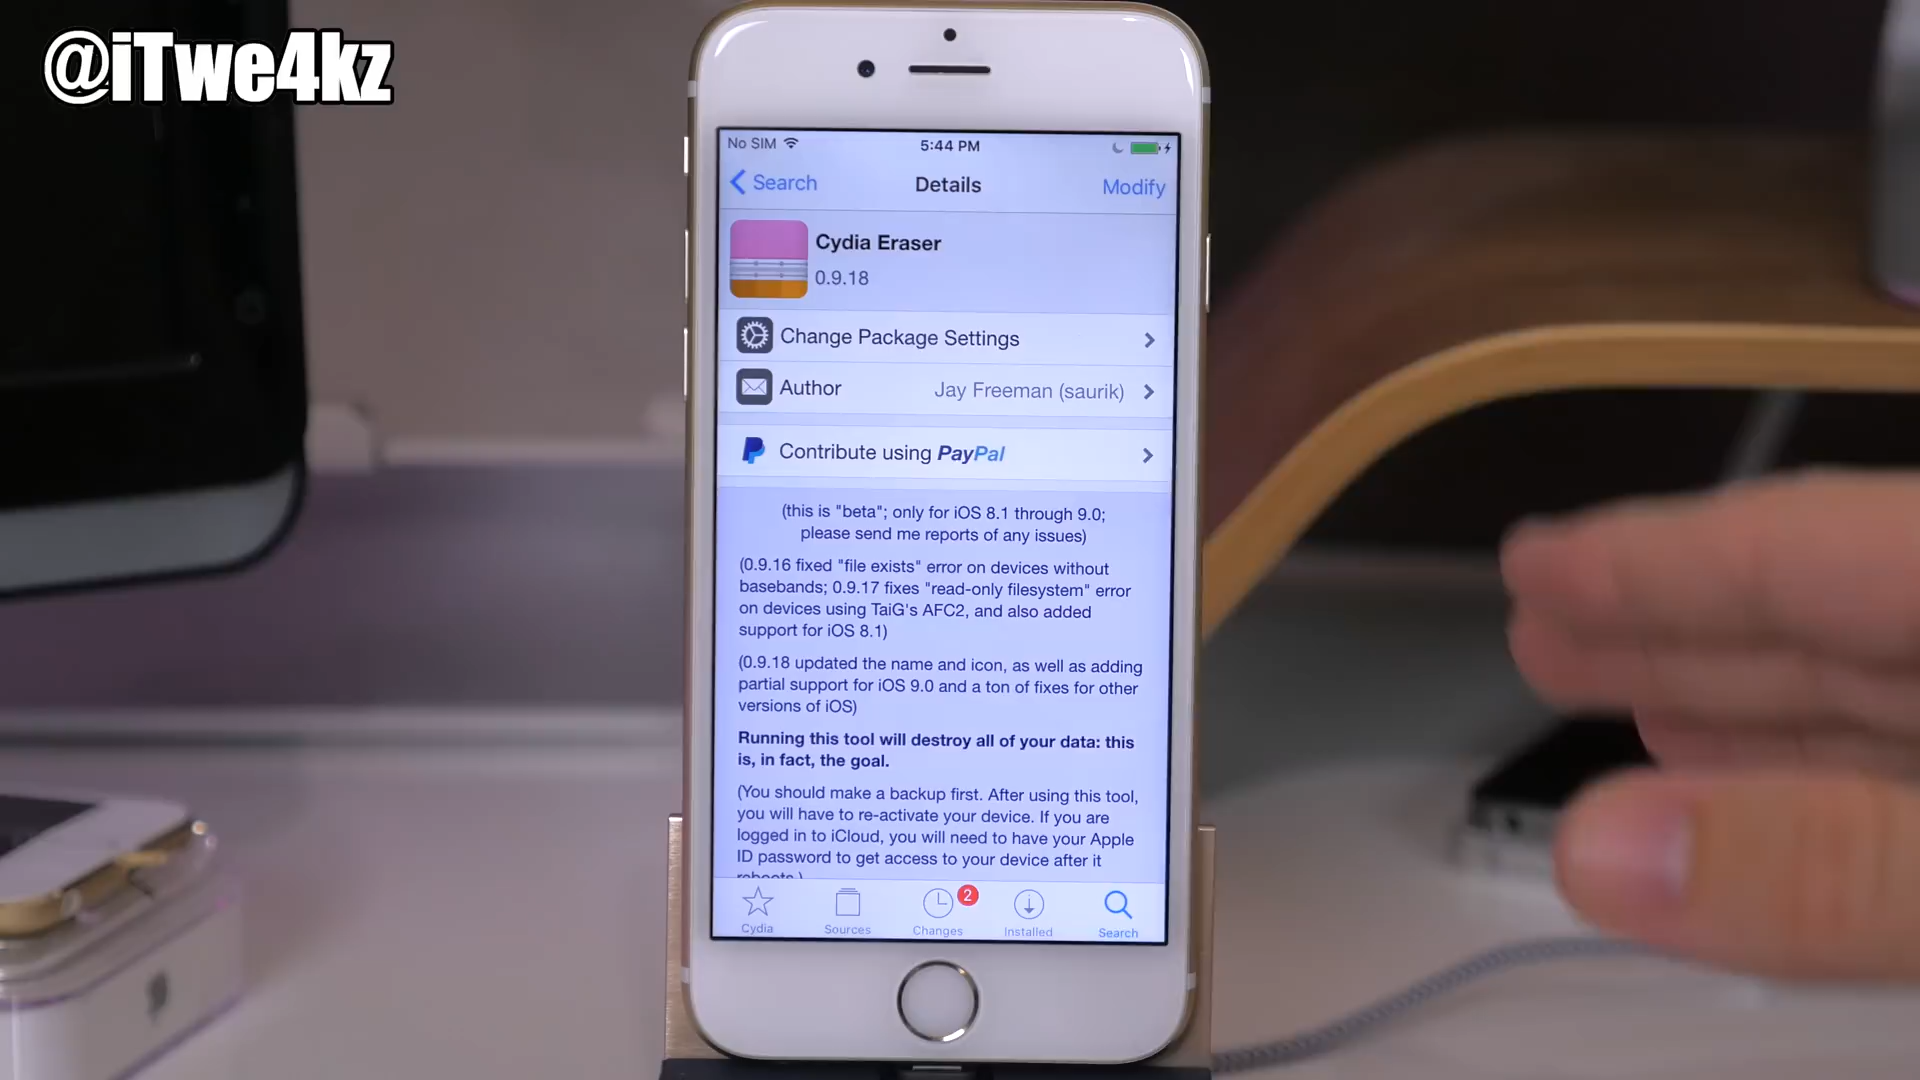 @iTwe4kz
No SIM
5:44 PM
Search
Details
Modify
Cydia Eraser
0.9.18
Change Package Settings
Author
Jay Freeman (saurik)
Contribute using PayPal
(this is "beta"; only for iOS 8.1 through 9.0;
please send me reports of any issues)
(0.9.16 fixed "file exists" error on devices without
basebands; 0.9.17 fixes "read-only filesystem" error
on devices using TaiG's AFC2, and also added
support for iOS 8.1)
(0.9.18 updated the name and icon, as well as adding
partial support for iOS 9.0 and a ton of fixes for other
versions of iOS)
Running this tool will destroy all of your data: this
is, in fact, the goal.
(You should make a backup first. After using this tool,
you will have to re-activate your device. If you are
logged in to iCloud, you will need to have your Apple
ID password to get access to your device after it
reboots.)
Cydia
Sources
2
Changes
Installed
Search